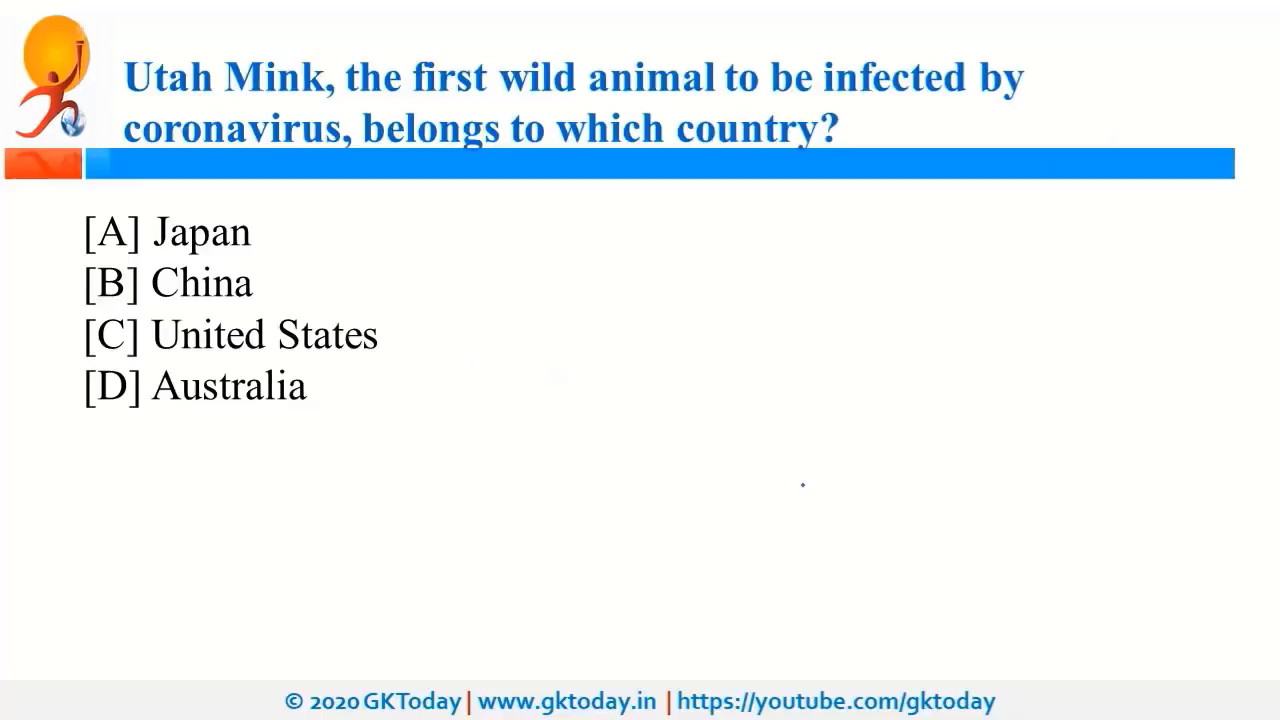 Utah Mink, the first wild animal to be infected by
coronavirus, belongs to which country?
[A] Japan
[B] China
[C] United States
[D] Australia
© 2020 GKToday | www.gktoday.in | https://youtube.com/gktoday